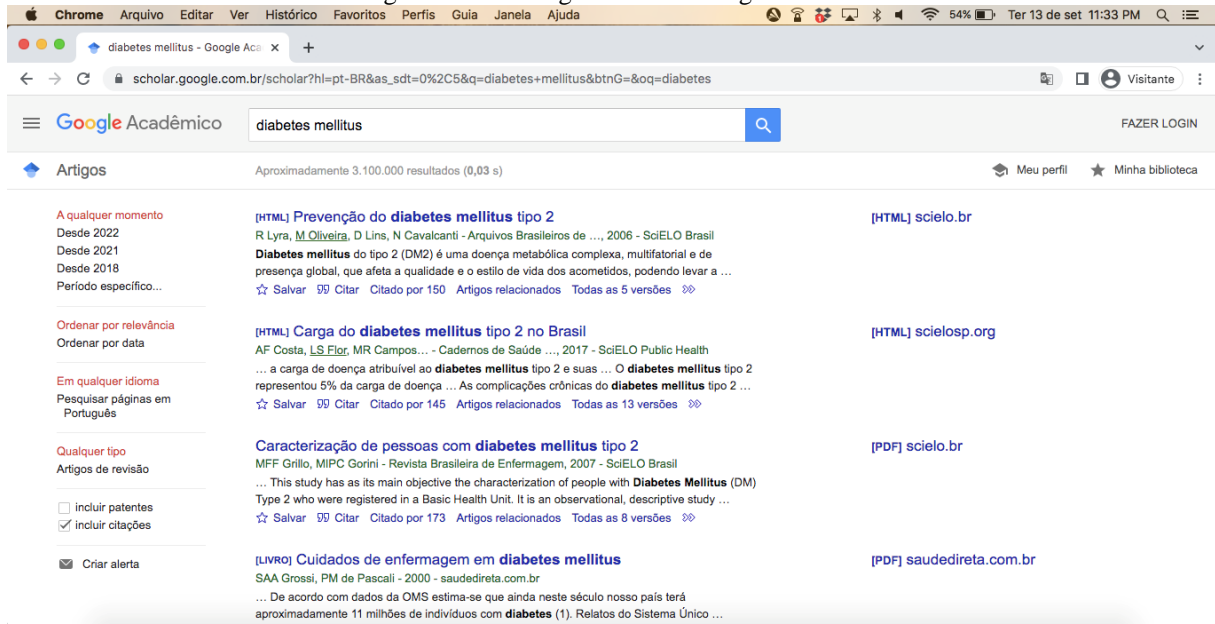 Chrome Arquivo Editar Ver Histórico Favoritos Perfis Guia Janela Ajuda 54% Ter 13 de set 11:33 PM
diabetes mellitus - Google Aca
scholar.google.com.br/scholar?hl=pt-BR&as_sdt=0%2C5&q=diabetes+mellitus&btnG=&oq=diabetes Visitante
Google Acadêmico diabetes mellitus FAZER LOGIN
Artigos Aproximadamente 3.100.000 resultados (0,03 s) Meu perfil Minha biblioteca
A qualquer momento
Desde 2022
Desde 2021
Desde 2018
Período específico...
Ordenar por relevância
Ordenar por data
Em qualquer idioma
Pesquisar páginas em
Português
Qualquer tipo
Artigos de revisão
incluir patentes
incluir citações
Criar alerta
[HTML] Prevenção do diabetes mellitus tipo 2 [HTML] scielo.br
R Lyra, M Oliveira, D Lins, N Cavalcanti - Arquivos Brasileiros de …, 2006 - SciELO Brasil
Diabetes mellitus do tipo 2 (DM2) é uma doença metabólica complexa, multifatorial e de
presença global, que afeta a qualidade e o estilo de vida dos acometidos, podendo levar a …
Salvar Citar Citado por 150 Artigos relacionados Todas as 5 versões
[HTML] Carga do diabetes mellitus tipo 2 no Brasil [HTML] scielosp.org
AF Costa, LS Flor, MR Campos... - Cadernos de Saúde …, 2017 - SciELO Public Health
… a carga de doença atribuível ao diabetes mellitus tipo 2 e suas … O diabetes mellitus tipo 2
representou 5% da carga de doença … As complicações crônicas do diabetes mellitus tipo 2 …
Salvar Citar Citado por 145 Artigos relacionados Todas as 13 versões
Caracterização de pessoas com diabetes mellitus tipo 2 [PDF] scielo.br
MFF Grillo, MIPC Gorini - Revista Brasileira de Enfermagem, 2007 - SciELO Brasil
… This study has as its main objective the characterization of people with Diabetes Mellitus (DM)
Type 2 who were registered in a Basic Health Unit. It is an observational, descriptive study …
Salvar Citar Citado por 173 Artigos relacionados Todas as 8 versões
[LIVRO] Cuidados de enfermagem em diabetes mellitus [PDF] saudedireta.com.br
SAA Grossi, PM de Pascali - 2000 - saudedireta.com.br
… De acordo com dados da OMS estima-se que ainda neste século nosso país terá
aproximadamente 11 milhões de indivíduos com diabetes (1). Relatos do Sistema Único …